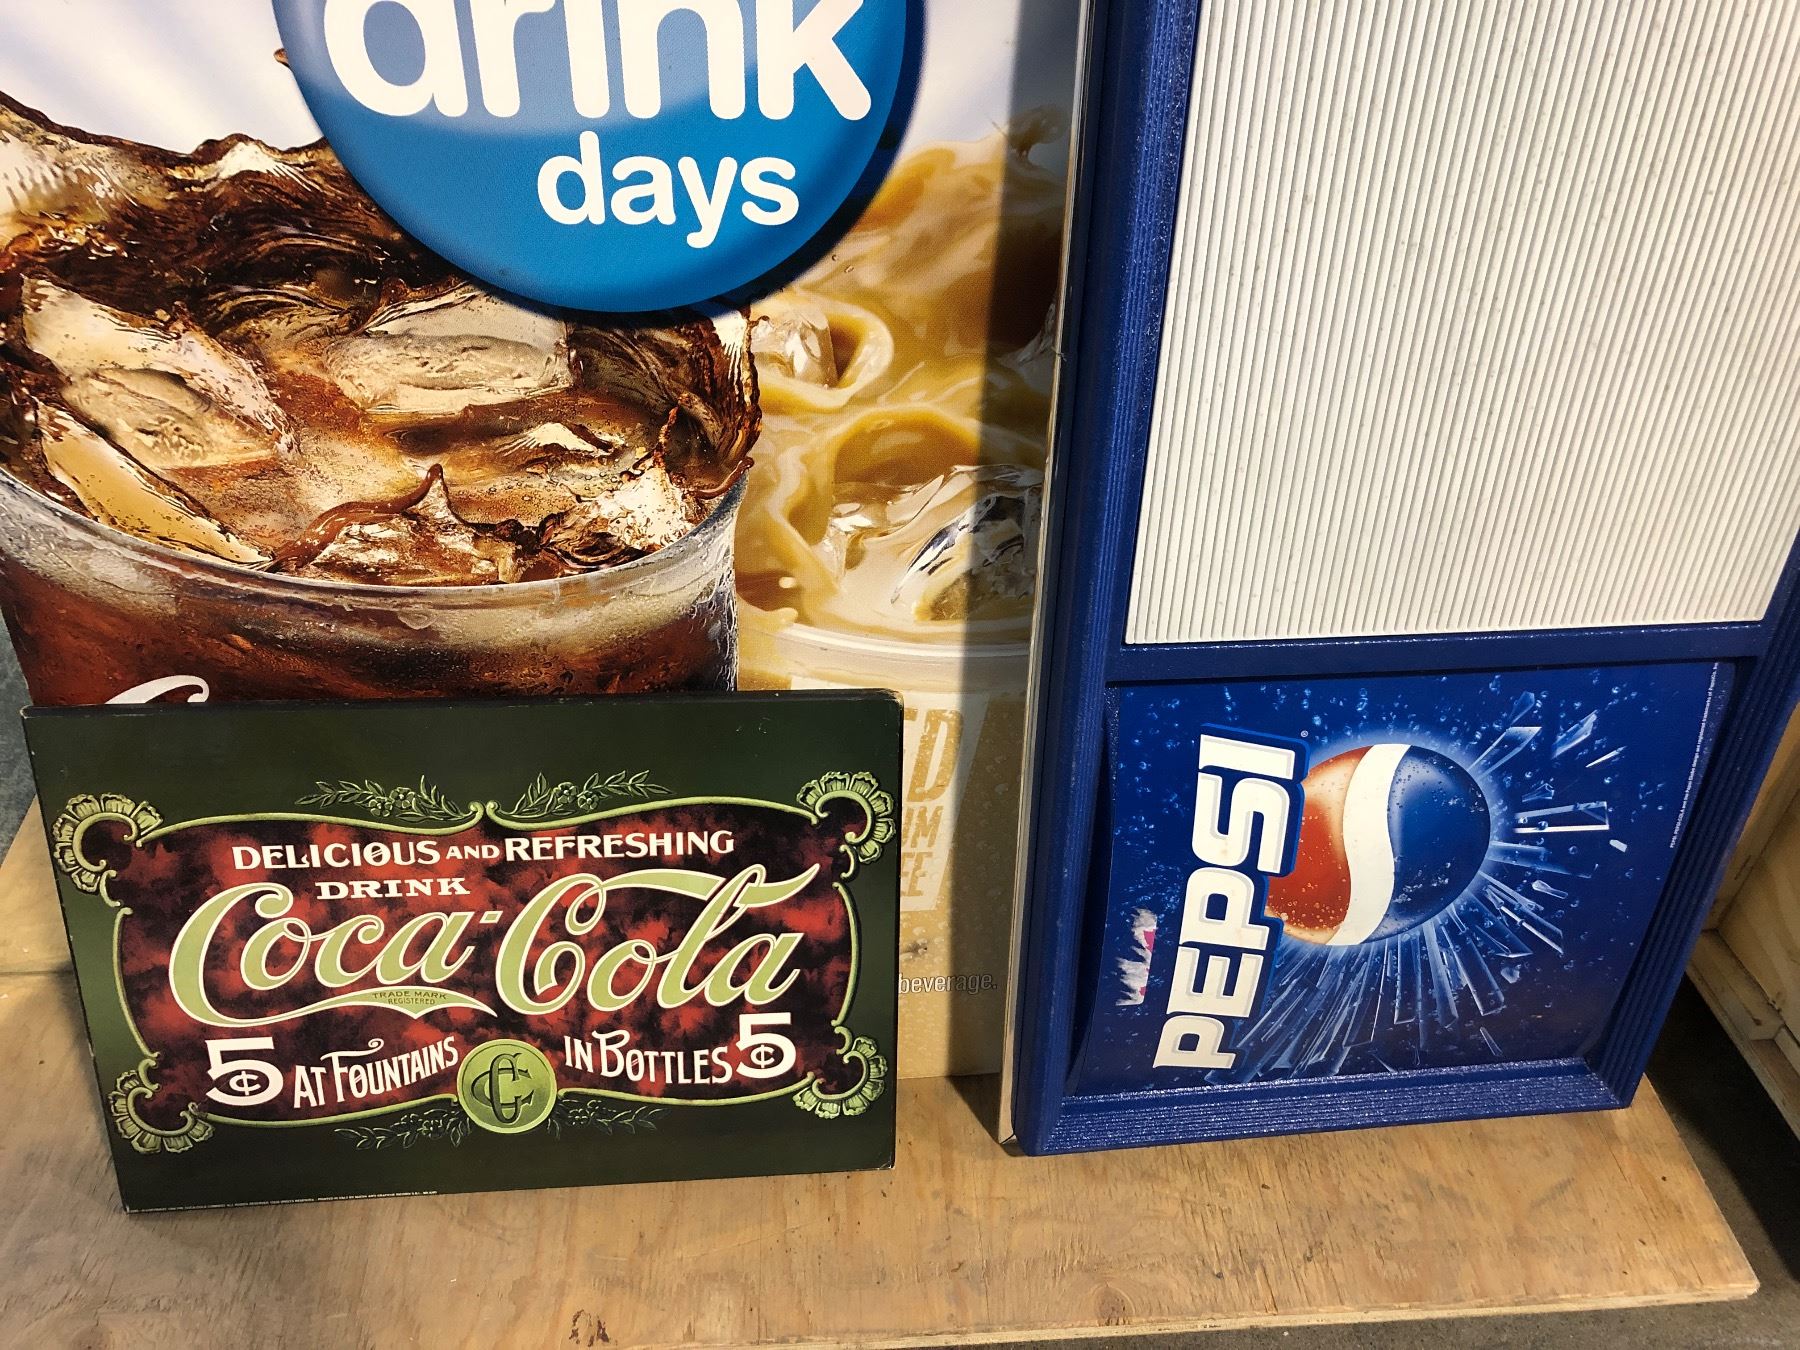 drink
days
DELICIOUS AND REFRESHING
DRINK
Coca-Cola
TRADE MARK
REGISTERED
5¢ AT FOUNTAINS IN BOTTLES 5¢
beverage.
PEPSI